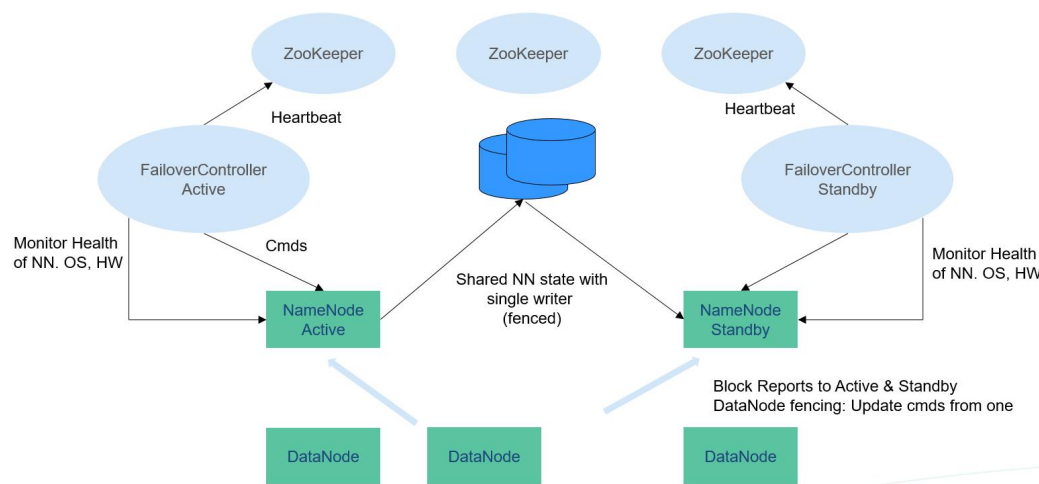 ZooKeeper
ZooKeeper
ZooKeeper
Heartbeat
Heartbeat
FailoverController
Active
FailoverController
Standby
Monitor Health
of NN. OS, HW
Cmds
Monitor Health
of NN. OS, HW
Shared NN state with
single writer
(fenced)
NameNode
Active
NameNode
Standby
Block Reports to Active & Standby
DataNode fencing: Update cmds from one
DataNode
DataNode
DataNode